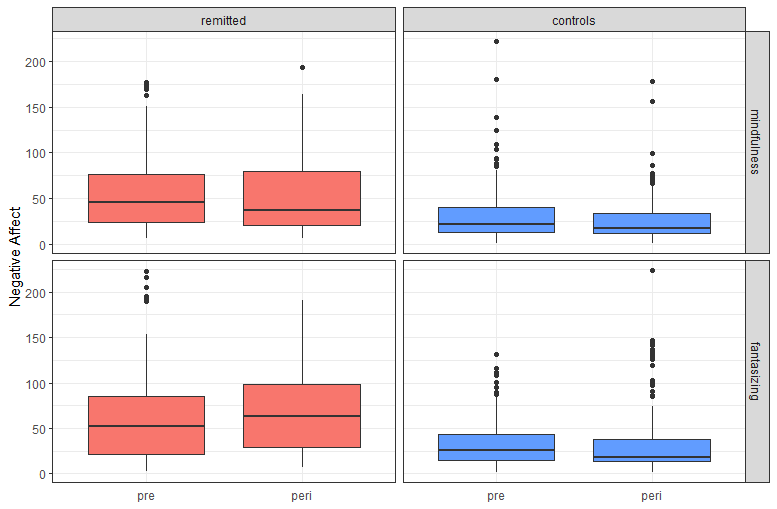 remitted controls
200
150
100
50
0
mindfulness
Negative Affect
200
150
100
50
0
fantasizing
pre peri pre peri